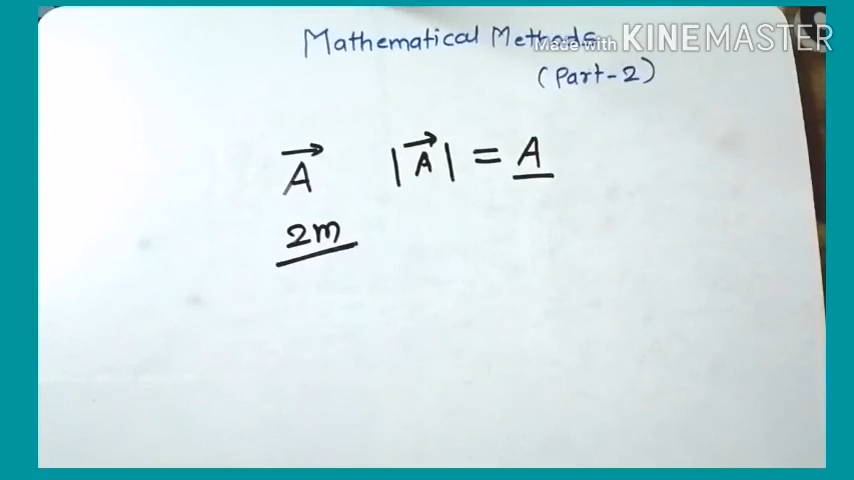 Mathematical Methods
Made with KINEMASTER
(Part-2)
A⃗ |A⃗| = A
2m